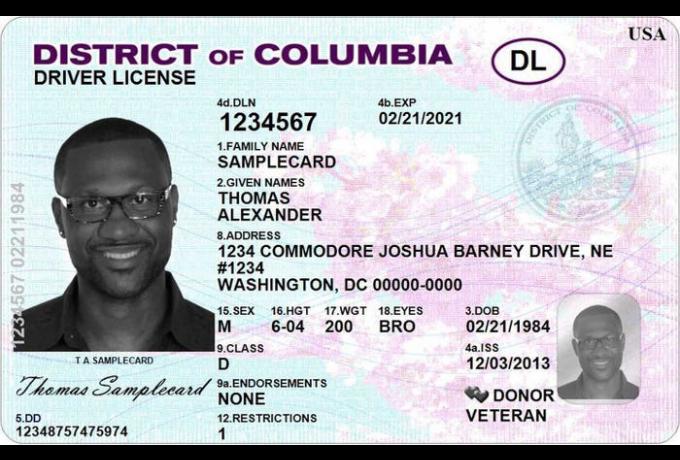 USA
DISTRICT OF COLUMBIA
DRIVER LICENSE
DL
4d.DLN
1234567
4b.EXP
02/21/2021
1.FAMILY NAME
SAMPLECARD
2.GIVEN NAMES
THOMAS
ALEXANDER
8.ADDRESS
1234 COMMODORE JOSHUA BARNEY DRIVE, NE
#1234
WASHINGTON, DC 00000-0000
15.SEX 16.HGT 17.WGT 18.EYES
M 6-04 200 BRO
3.DOB
02/21/1984
9.CLASS
D
4a.ISS
12/03/2013
9a.ENDORSEMENTS
NONE
DONOR
VETERAN
12.RESTRICTIONS
1
1234567 02211984
T A SAMPLECARD
Thomas Samplecard
5.DD
12348757475974
DISTRICT OF COLUMBIA